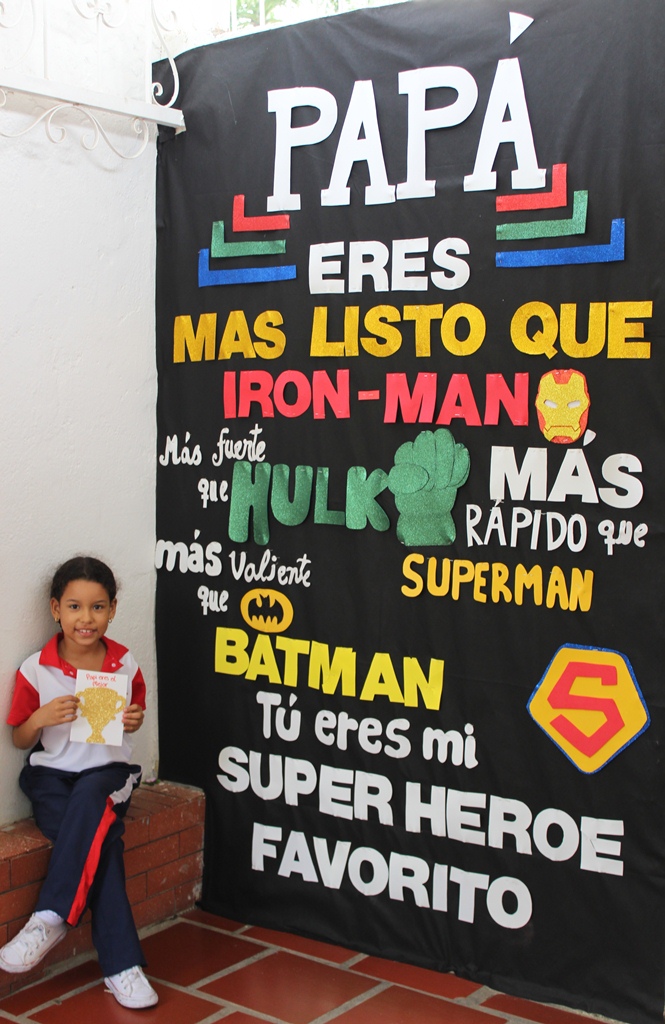 PAPÁ
ERES
MAS LISTO QUE
IRON-MAN
Más fuerte
que
HULK
MÁS
RÁPIDO que
SUPERMAN
más valiente
que
BATMAN
S
Tú eres mi
SUPER HEROE
FAVORITO